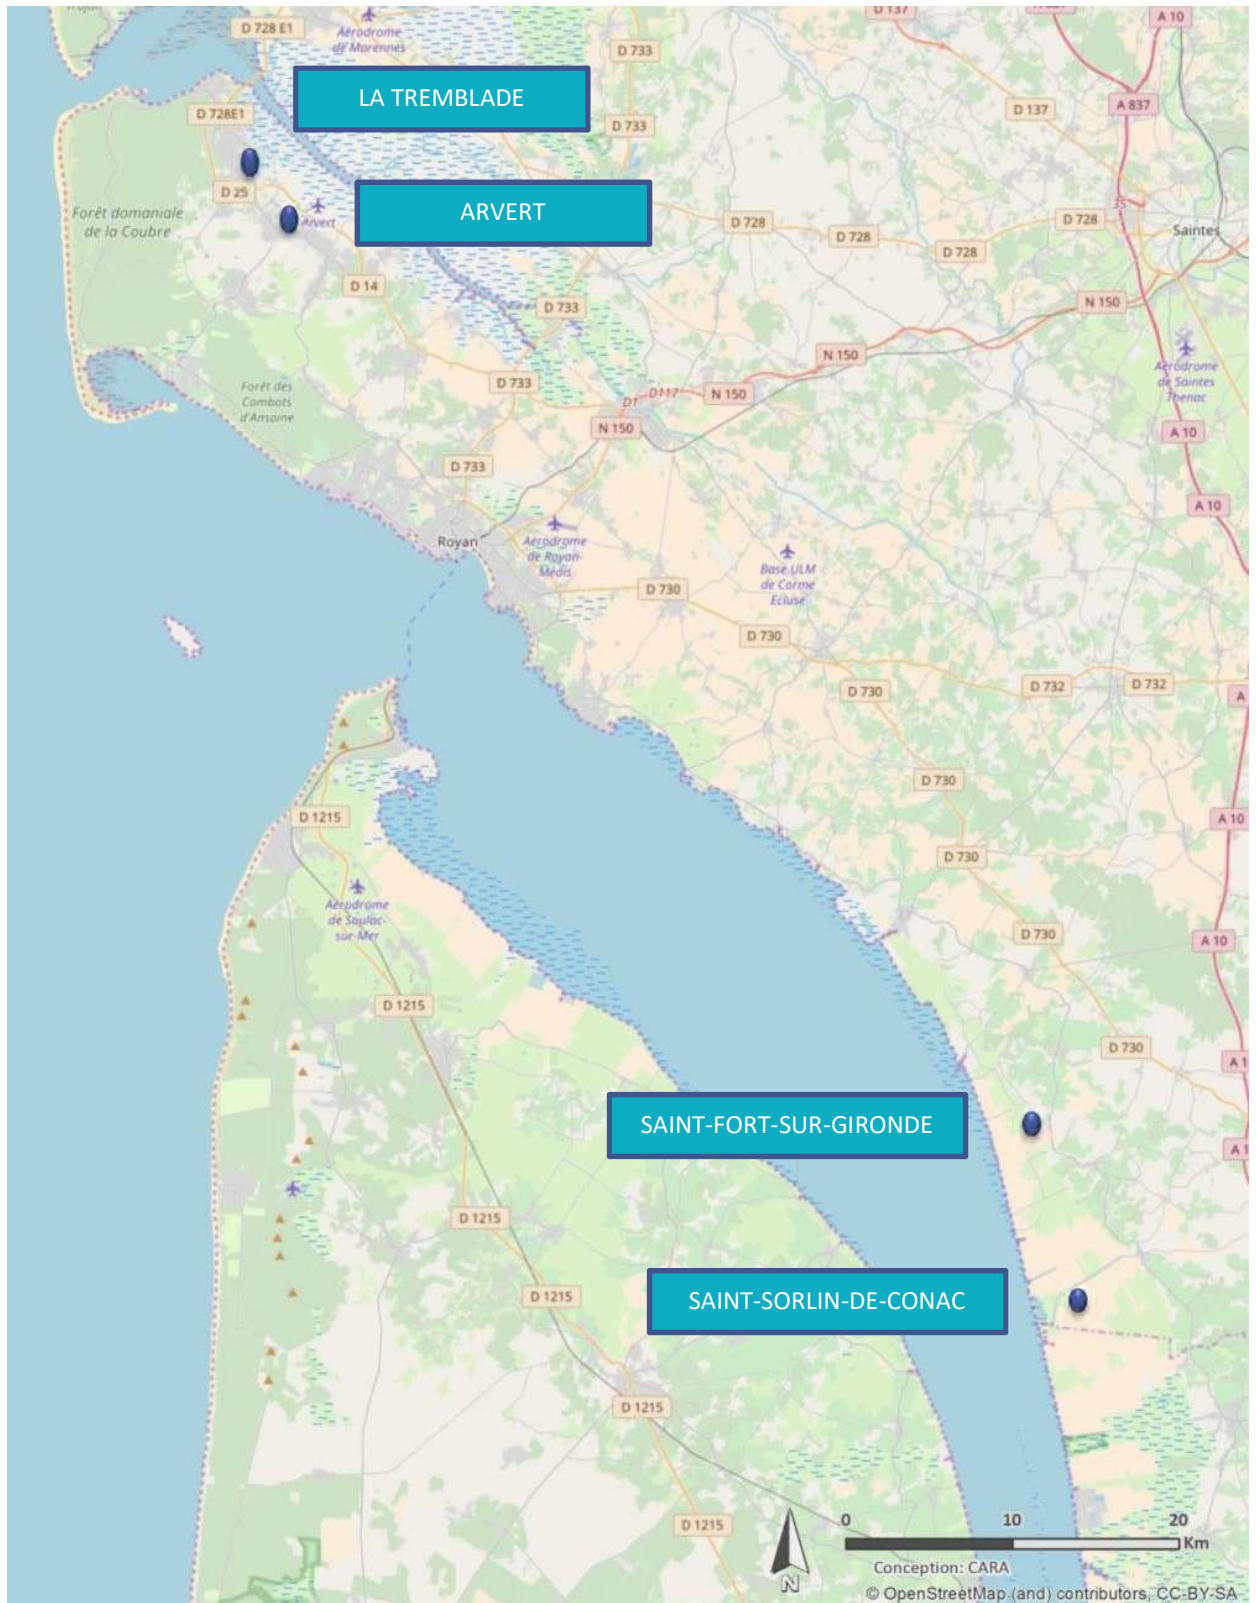 Trojan
D 728 E1
Aérodrome
de Marennes
D 137
A 10
D 733
LA TREMBLADE
D 728E1
D 137
A 837
D 733
D 25
Arvert
ARVERT
Forêt domaniale
de la Coubre
D 728
D 728
D 728
D 728
35
Saintes
D 14
D 733
N 150
N 150
Aérodrome
de Saintes
Thenac
Forêt des
Combots
d'Ansoine
D 733
D1
D117
N 150
N 150
A 10
D 733
A 10
Royan
Aérodrome
de Royan-
Médis
Base ULM
de Corme
Ecluse
D 730
D 730
D 730
D 732
D 732
A
D 730
D 1215
A 10
D 730
Aérodrome
de Soulac-
sur-Mer
D 730
A 10
D 1215
D 730
A 1
SAINT-FORT-SUR-GIRONDE
A 1
D 1215
SAINT-SORLIN-DE-CONAC
D 1215
D 1215
D 1215
0 10 20
Km
N
Conception: CARA
© OpenStreetMap (and) contributors, CC-BY-SA